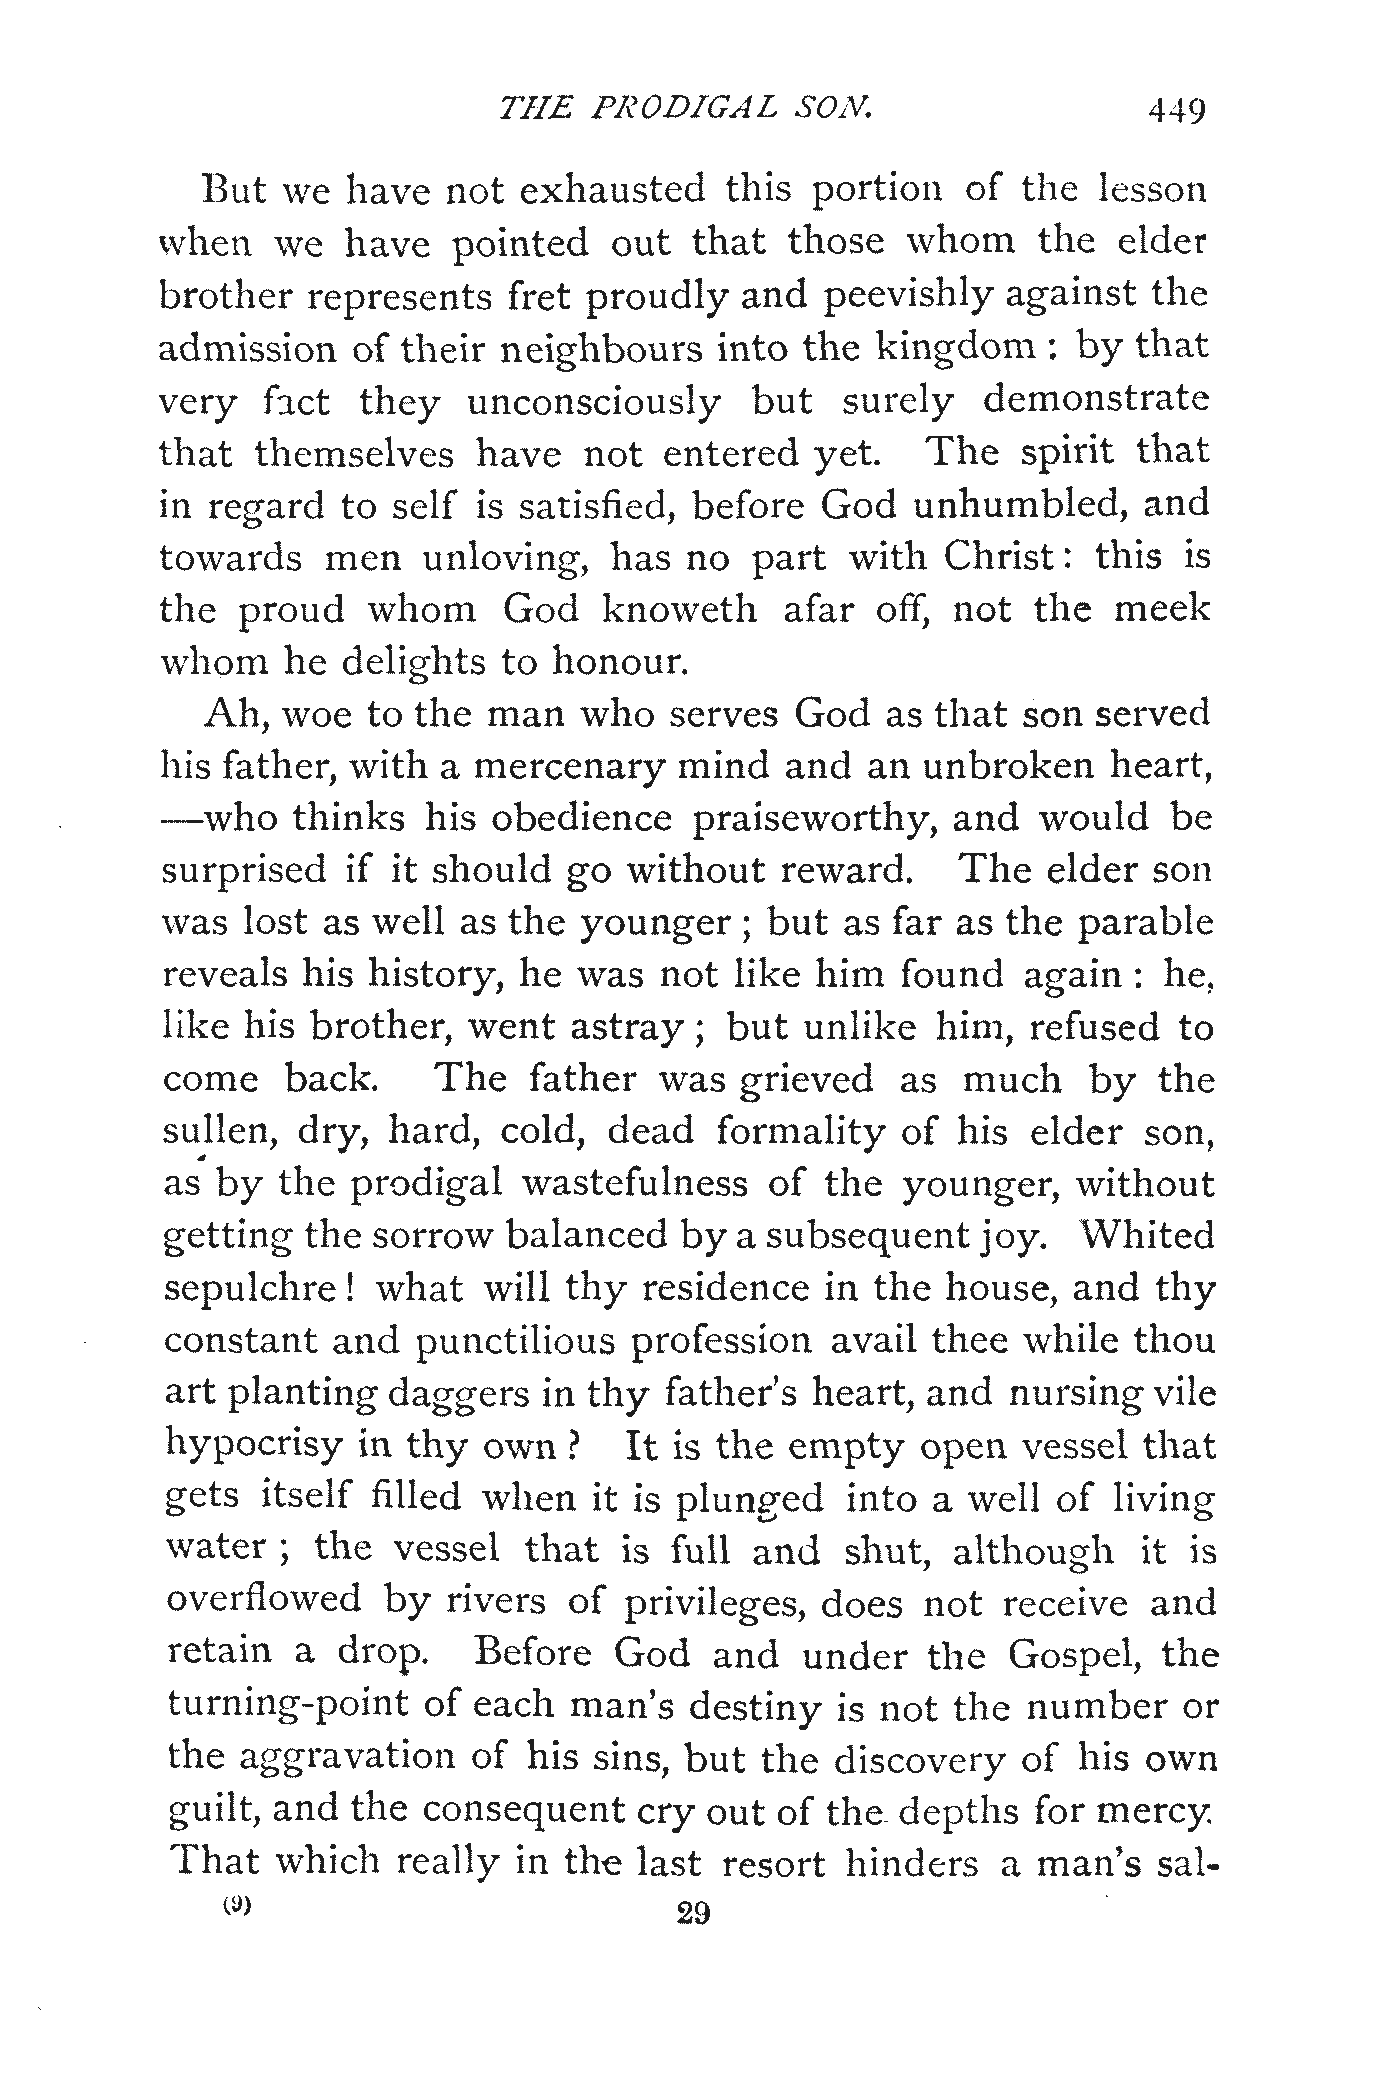 THE PRODIGAL SON. 449
But we have not exhausted this portion of the lesson
when we have pointed out that those whom the elder
brother represents fret proudly and peevishly against the
admission of their neighbours into the kingdom : by that
very fact they unconsciously but surely demonstrate
that themselves have not entered yet. The spirit that
in regard to self is satisfied, before God unhumbled, and
towards men unloving, has no part with Christ : this is
the proud whom God knoweth afar off, not the meek
whom he delights to honour.
Ah, woe to the man who serves God as that son served
his father, with a mercenary mind and an unbroken heart,
—who thinks his obedience praiseworthy, and would be
surprised if it should go without reward. The elder son
was lost as well as the younger ; but as far as the parable
reveals his history, he was not like him found again : he,
like his brother, went astray ; but unlike him, refused to
come back. The father was grieved as much by the
sullen, dry, hard, cold, dead formality of his elder son,
as by the prodigal wastefulness of the younger, without
getting the sorrow balanced by a subsequent joy. Whited
sepulchre ! what will thy residence in the house, and thy
constant and punctilious profession avail thee while thou
art planting daggers in thy father's heart, and nursing vile
hypocrisy in thy own ? It is the empty open vessel that
gets itself filled when it is plunged into a well of living
water ; the vessel that is full and shut, although it is
overflowed by rivers of privileges, does not receive and
retain a drop. Before God and under the Gospel, the
turning-point of each man's destiny is not the number or
the aggravation of his sins, but the discovery of his own
guilt, and the consequent cry out of the depths for mercy.
That which really in the last resort hinders a man's sal-
(9) 29